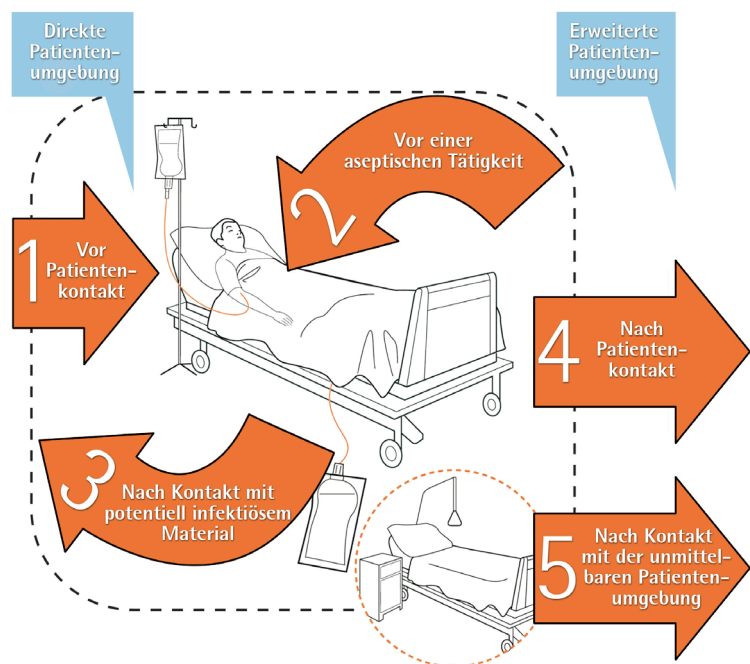 Direkte
Patienten-
umgebung
Erweiterte
Patienten-
umgebung
1
Vor
Patienten-
kontakt
2
Vor einer
aseptischen Tätigkeit
3
Nach Kontakt mit
potentiell infektiösem
Material
4
Nach
Patienten-
kontakt
5
Nach Kontakt
mit der unmittel-
baren Patienten-
umgebung